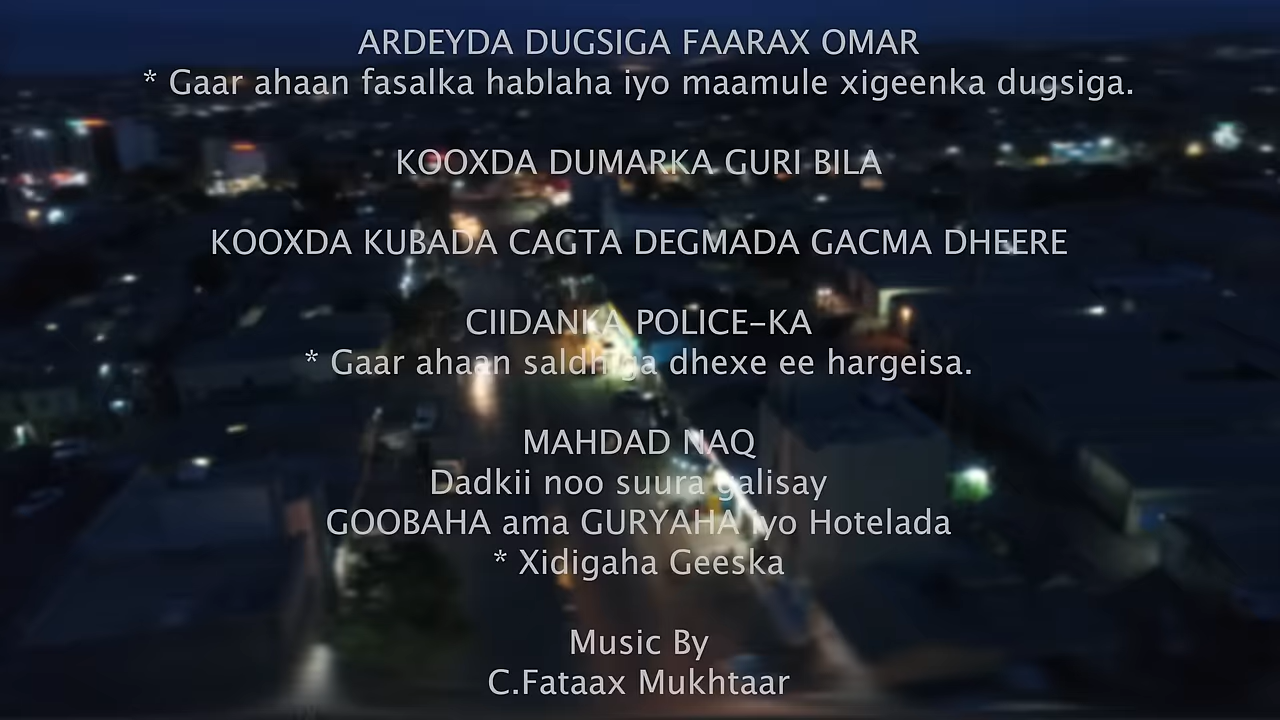 ARDEYDA DUGSIGA FAARAX OMAR
* Gaar ahaan fasalka hablaha iyo maamule xigeenka dugsiga.
KOOXDA DUMARKA GURI BILA
KOOXDA KUBADA CAGTA DEGMADA GACMA DHEERE
CIIDANKA POLICE-KA
* Gaar ahaan saldhiga dhexe ee hargeisa.
MAHDAD NAQ
Dadkii noo suura galisay
GOOBAHA ama GURYAHA iyo Hotelada
* Xidigaha Geeska
Music By
C.Fataax Mukhtaar